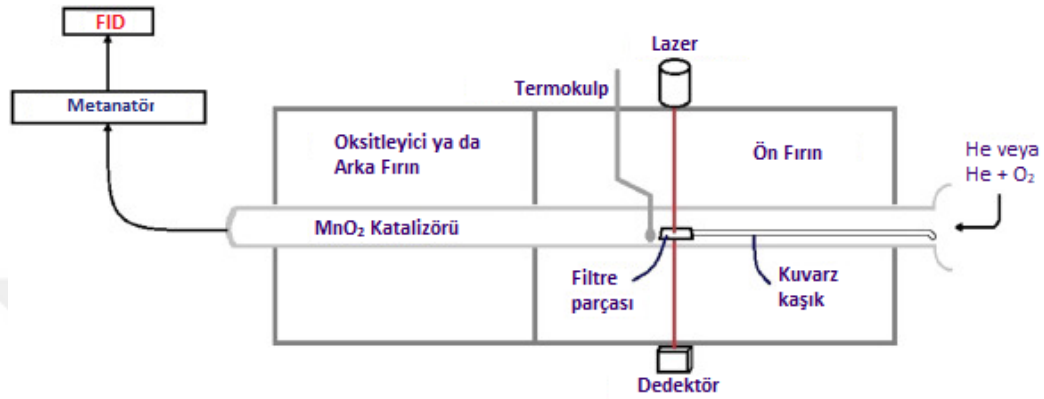 FID
Metanatör
Lazer
Termokulp
Oksitleyici ya da
Arka Fırın
Ön Fırın
He veya
He + O₂
MnO₂ Katalizörü
Filtre
parçası
Kuvarz
kaşık
Dedektör